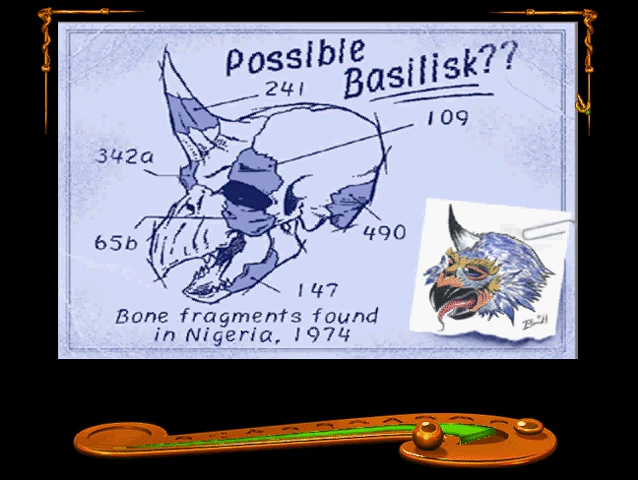 Possible
Basilisk??
241
109
342a
490
65b
147
Bone fragments found
in Nigeria, 1974